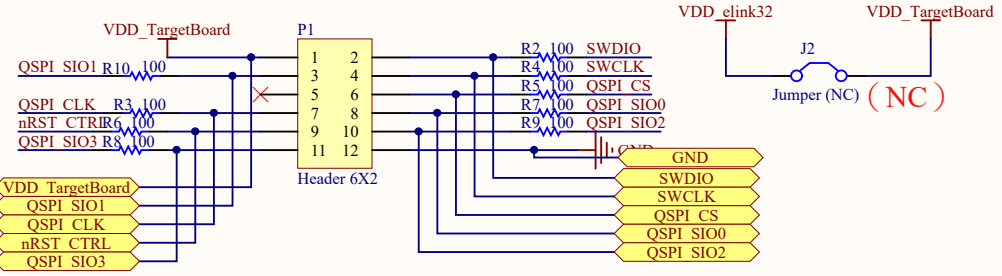 VDD_elink32 VDD_TargetBoard
VDD_TargetBoard P1
J2
QSPI_SIO1 R10 100 1 2 R2 100 SWDIO
3 4 R4 100 SWCLK
5 6 R5 100 QSPI_CS
Jumper (NC) (NC)
QSPI_CLK R3 100 7 8 R7 100 QSPI_SIO0
nRST_CTRL R6 100 9 10 R9 100 QSPI_SIO2
QSPI_SIO3 R8 100 11 12 GND
GND
Header 6X2
VDD_TargetBoard SWDIO
QSPI_SIO1 SWCLK
QSPI_CLK QSPI_CS
nRST_CTRL QSPI_SIO0
QSPI_SIO3 QSPI_SIO2